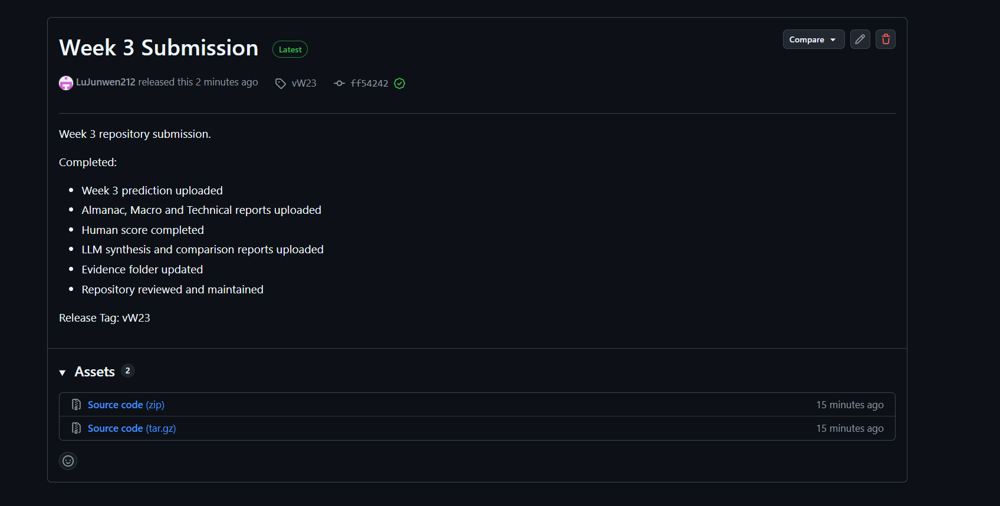 Week 3 Submission Latest Compare
LuJunwen212 released this 2 minutes ago vW23 ff54242
Week 3 repository submission.
Completed:
Week 3 prediction uploaded
Almanac, Macro and Technical reports uploaded
Human score completed
LLM synthesis and comparison reports uploaded
Evidence folder updated
Repository reviewed and maintained
Release Tag: vW23
Assets 2
Source code (zip) 15 minutes ago
Source code (tar.gz) 15 minutes ago